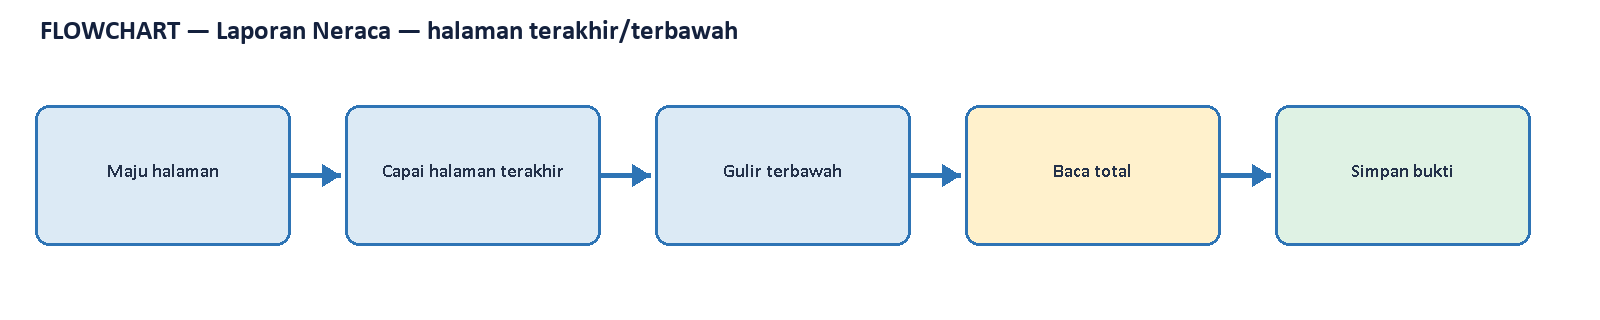 FLOWCHART — Laporan Neraca — halaman terakhir/terbawah
Maju halaman
Capai halaman terakhir
Gulir terbawah
Baca total
Simpan bukti